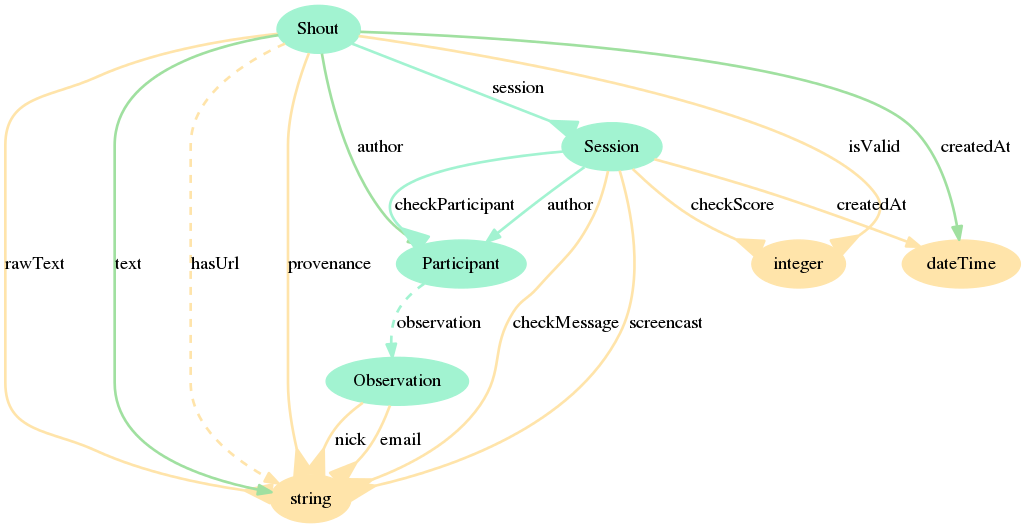 Shout
session
author
Session
isValid
createdAt
checkParticipant
author
checkScore
createdAt
rawText
text
hasUrl
provenance
Participant
integer
dateTime
observation
checkMessage
screencast
Observation
nick
email
string